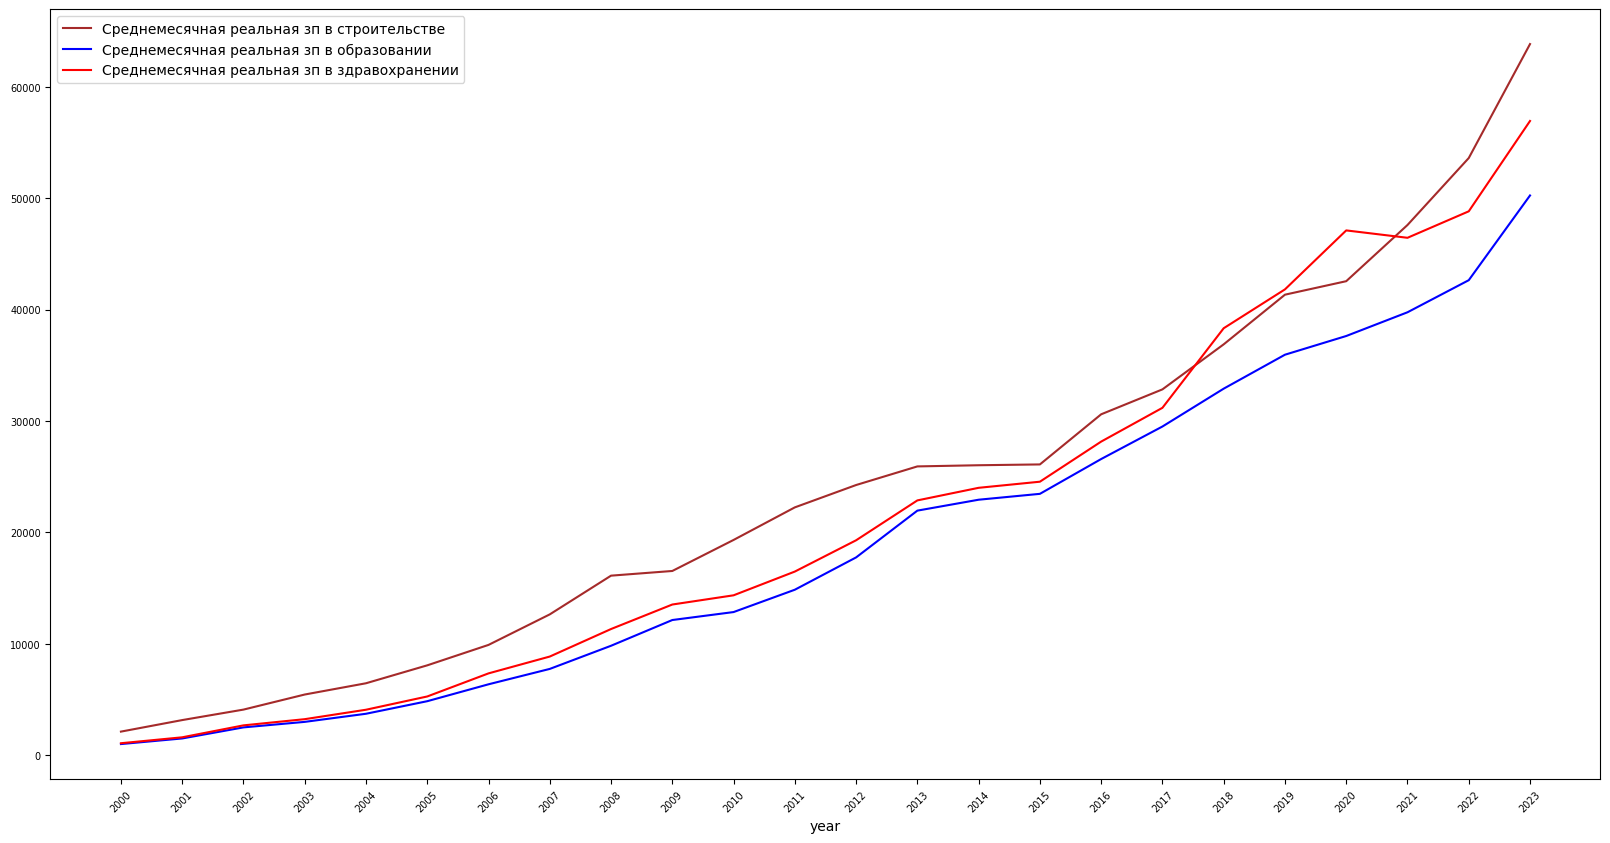 Среднемесячная реальная зп в строительстве
Среднемесячная реальная зп в образовании
Среднемесячная реальная зп в здравохранении
60000
50000
40000
30000
20000
10000
0
2000 2001 2002 2003 2004 2005 2006 2007 2008 2009 2010 2011 2012 2013 2014 2015 2016 2017 2018 2019 2020 2021 2022 2023
year